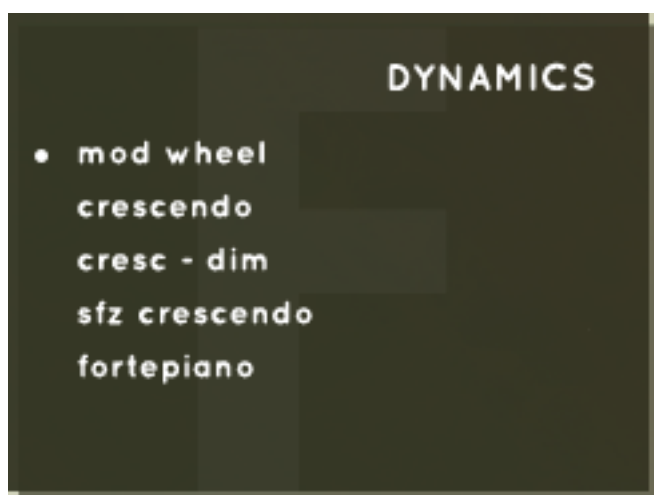 DYNAMICS
• mod wheel
crescendo
cresc - dim
sfz crescendo
fortepiano